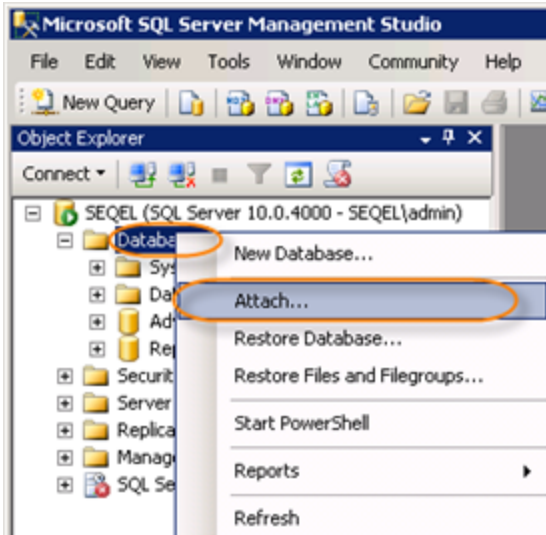 Microsoft SQL Server Management Studio
File Edit View Tools Window Community Help
New Query
Object Explorer
Connect
SEQEL (SQL Server 10.0.4000 - SEQEL\admin)
Databa
New Database...
Sys
Attach...
Da
Restore Database...
Ad
Rep
Restore Files and Filegroups...
Securit
Server
Start PowerShell
Replica
Manag
Reports
SQL Se
Refresh